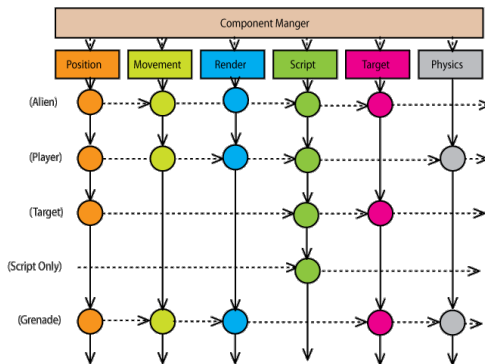 Component Manger
Position Movement Render Script Target Physics
(Alien)
(Player)
(Target)
(Script Only)
(Grenade)